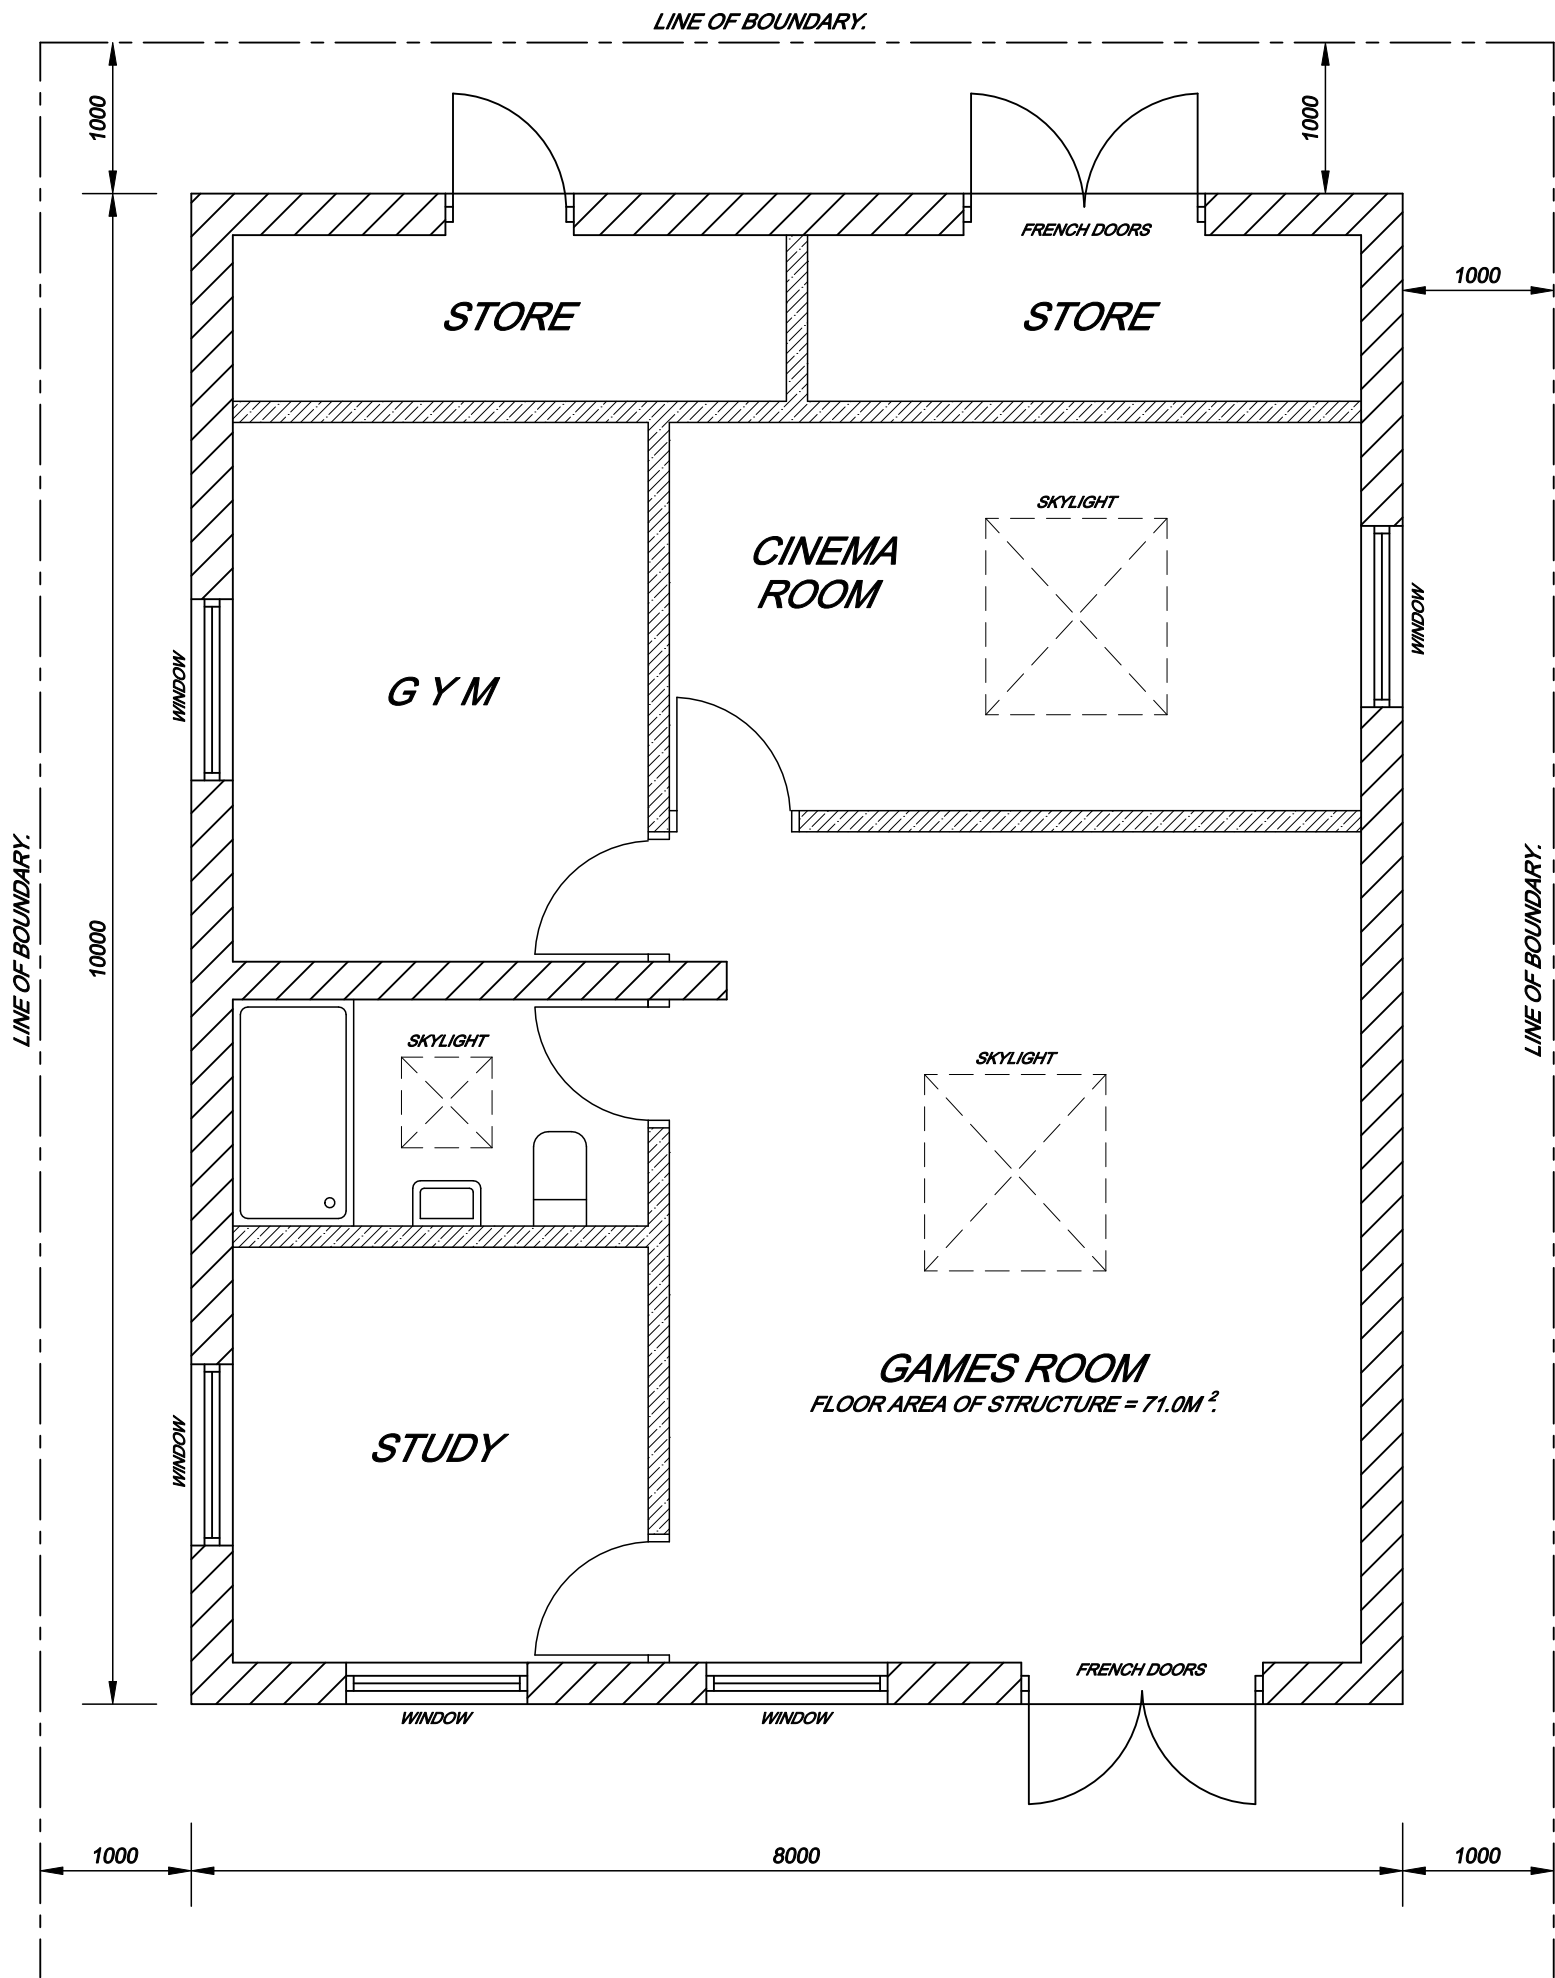 LINE OF BOUNDARY.
1000
1000
FRENCH DOORS
1000
STORE
STORE
SKYLIGHT
CINEMA
ROOM
WINDOW
WINDOW
G Y M
LINE OF BOUNDARY.
LINE OF BOUNDARY.
10000
SKYLIGHT
SKYLIGHT
GAMES ROOM
FLOOR AREA OF STRUCTURE = 71.0M².
STUDY
WINDOW
FRENCH DOORS
WINDOW
WINDOW
1000
8000
1000